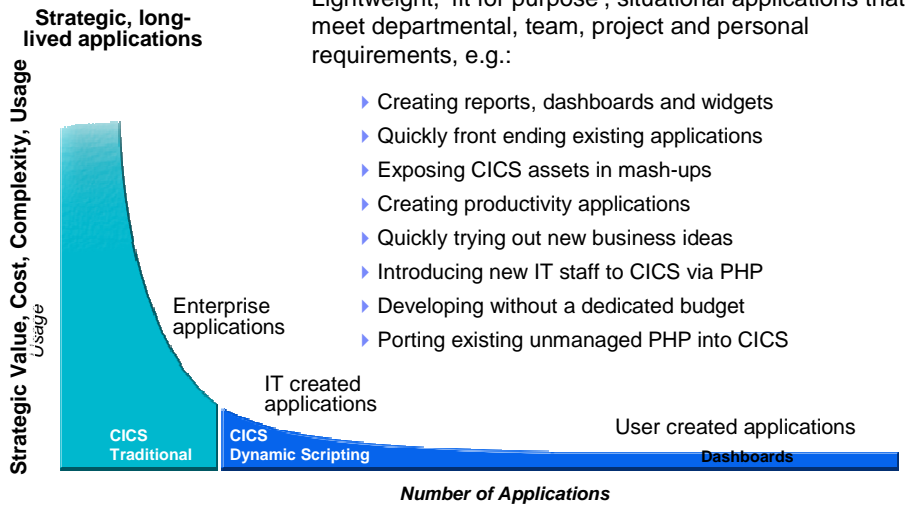 Lightweight, "fit for purpose", situational applications that
meet departmental, team, project and personal
requirements, e.g.:
Strategic, long-
lived applications
Creating reports, dashboards and widgets
Quickly front ending existing applications
Exposing CICS assets in mash-ups
Creating productivity applications
Quickly trying out new business ideas
Introducing new IT staff to CICS via PHP
Developing without a dedicated budget
Porting existing unmanaged PHP into CICS
Strategic Value, Cost, Complexity, Usage
Usage
Enterprise
applications
IT created
applications
User created applications
CICS
Traditional
CICS
Dynamic Scripting
Dashboards
Number of Applications